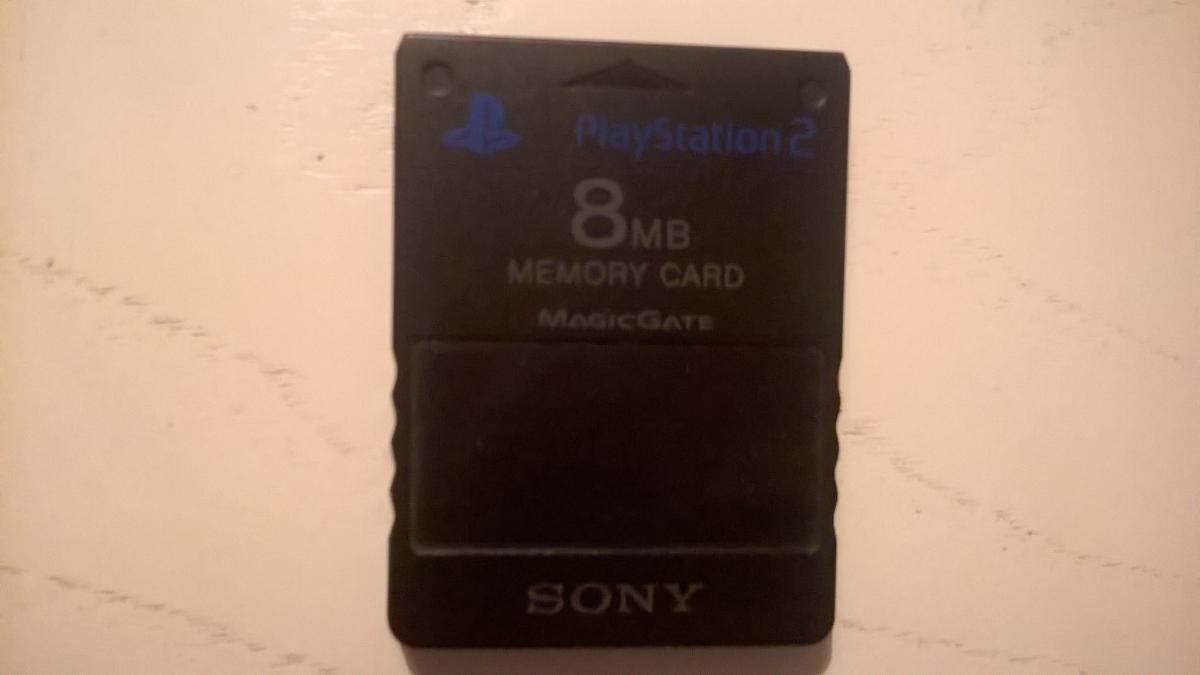 PlayStation 2
8MB
MEMORY CARD
MAGICGATE
SONY